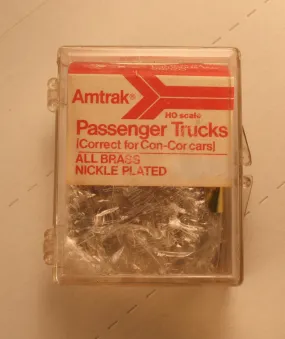 Amtrak®
HO scale
Passenger Trucks
[Correct for Con-Cor cars]
ALL BRASS
NICKLE PLATED